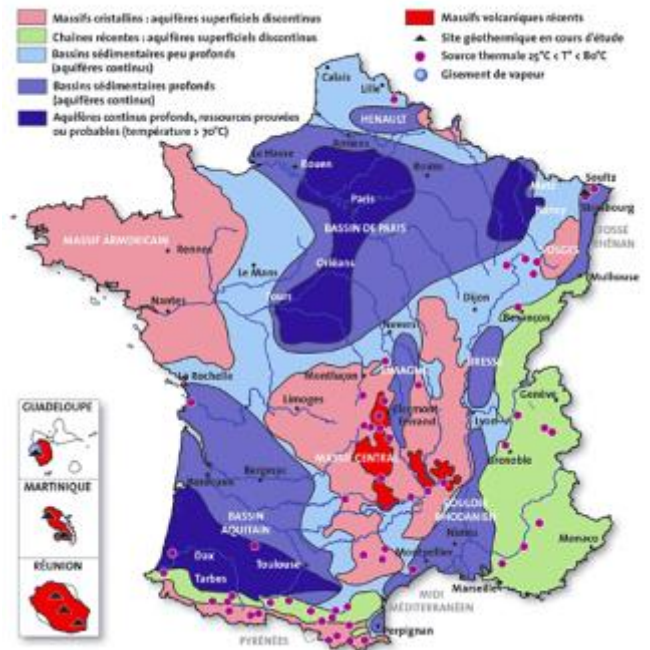 Massifs cristallins : aquifères superficiels discontinus
Chaines récentes : aquifères superficiels discontinus
Bassins sédimentaires peu profonds
(aquifères continus)
Bassins sédimentaires profonds
(aquifères continus)
Aquifères continus profonds, ressources prouvées
ou probables (température > 70°C)
Massifs volcaniques récents
Site géothermique en cours d'étude
Source thermale 25°C < T° < 80°C
Gisement de vapeur
Calais
Lille
HENAULT
Amiens
Le Havre
Rouen
Reims
Metz
Soultz
Paris
Nancy
Strasbourg
BASSIN DE PARIS
FOSSÉ
RHÉNAN
VOSGES
MASSIF ARMORICAIN
Rennes
Le Mans
Orléans
Mulhouse
Nantes
Tours
Dijon
Besançon
Nevers
BRESSE
La Rochelle
Montluçon
LIMAGNE
Genève
Limoges
Clermont-
Ferrand
Lyon
GUADELOUPE
MASSIF CENTRAL
Grenoble
Bergerac
Bordeaux
COULOIR
RHODANIEN
MARTINIQUE
BASSIN
AQUITAIN
Nîmes
Monaco
Dax
Toulouse
Montpellier
RÉUNION
Tarbes
Marseille
MIDI
MÉDITERRANÉEN
PYRÉNÉES
Perpignan